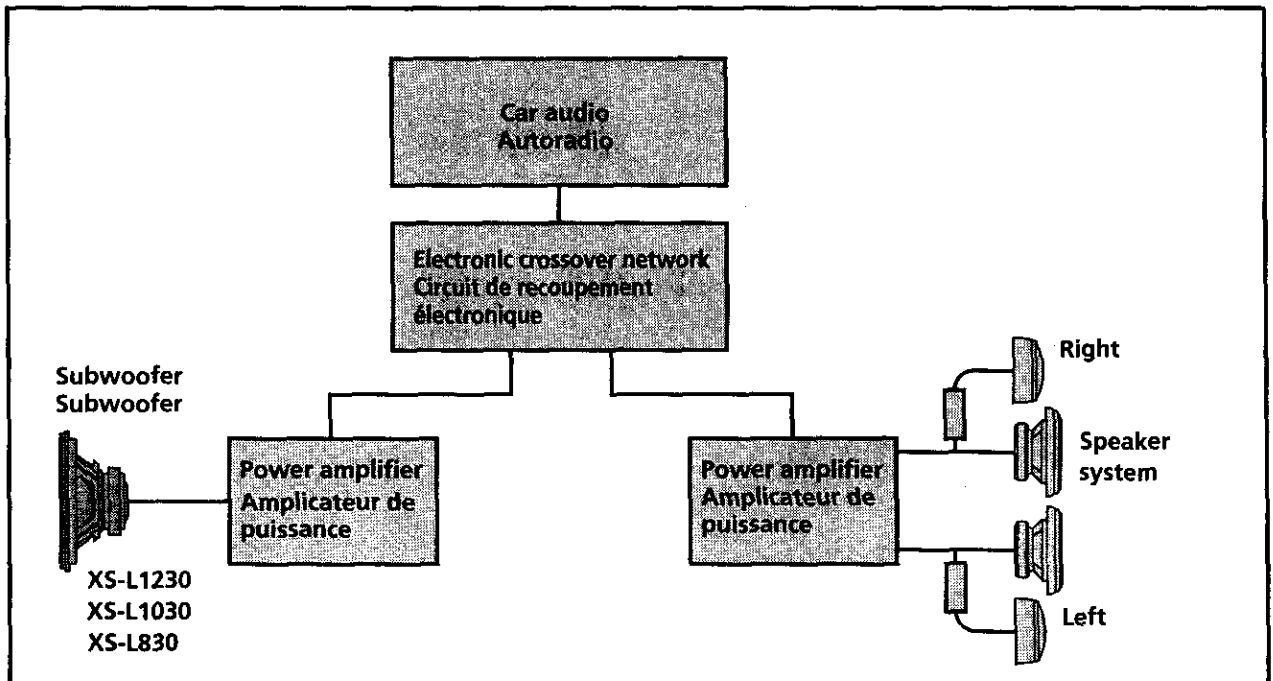 Car audio
Autoradio
Electronic crossover network
Circuit de recoupement
électronique
Subwoofer
Subwoofer
Power amplifier
Amplicateur de
puissance
XS-L1230
XS-L1030
XS-L830
Power amplifier
Amplicateur de
puissance
Right
Speaker
system
Left